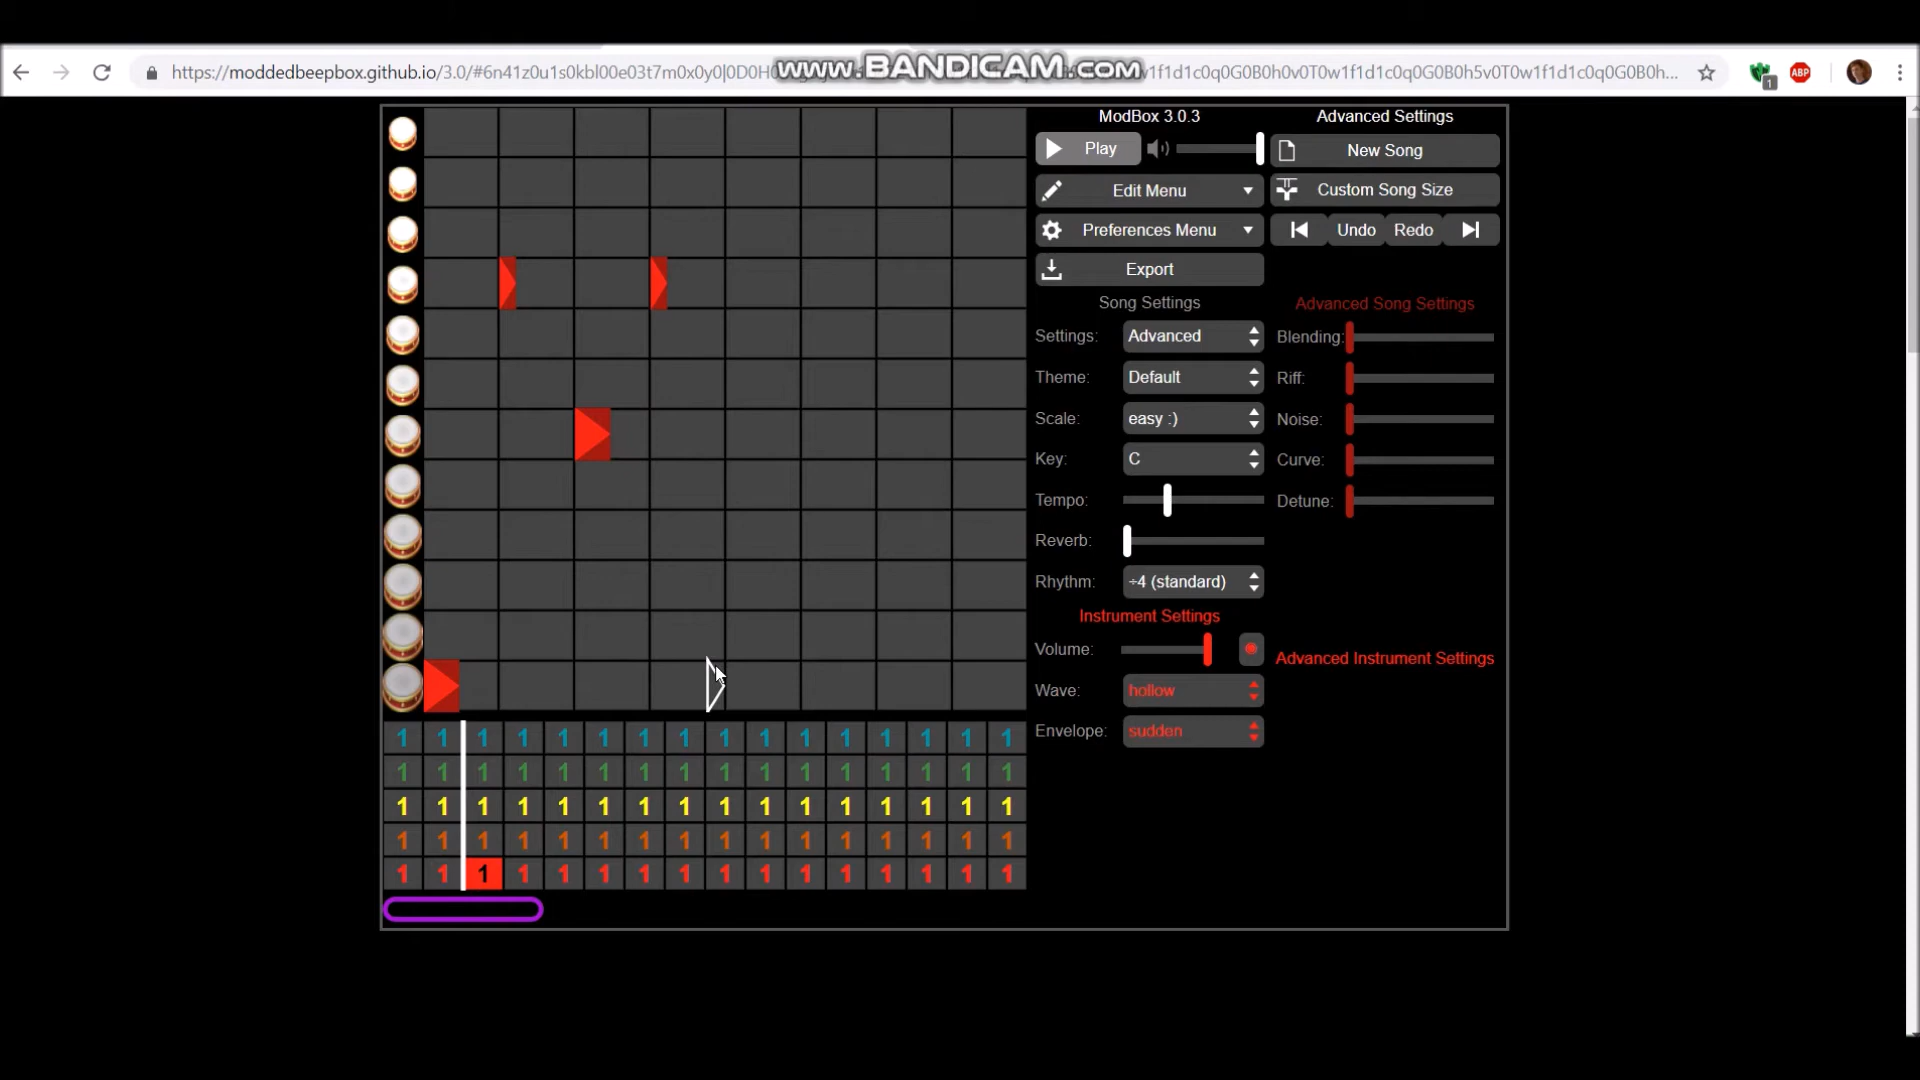 https://moddedbeepbox.github.io/3.0/#6n41z0u1s0kbl00e03t7m0x0y0|0D0H0
www.BANDICAM.com
w1f1d1c0q0G0B0h0v0T0w1f1d1c0q0G0B0h5v0T0w1f1d1c0q0G0B0h...
1
ABP
ModBox 3.0.3
Advanced Settings
Play
New Song
Edit Menu
Custom Song Size
Preferences Menu
Undo
Redo
Export
Song Settings
Advanced Song Settings
Settings:
Advanced
Blending:
Theme:
Default
Riff:
Scale:
easy :)
Noise:
Key:
C
Curve:
Tempo:
Detune:
Reverb:
Rhythm:
÷4 (standard)
Instrument Settings
Volume:
Advanced Instrument Settings
Wave:
hollow
Envelope:
sudden
1 1 1 1 1 1 1 1 1 1 1 1 1 1 1 1
1 1 1 1 1 1 1 1 1 1 1 1 1 1 1 1
1 1 1 1 1 1 1 1 1 1 1 1 1 1 1 1
1 1 1 1 1 1 1 1 1 1 1 1 1 1 1 1
1 1 1 1 1 1 1 1 1 1 1 1 1 1 1 1